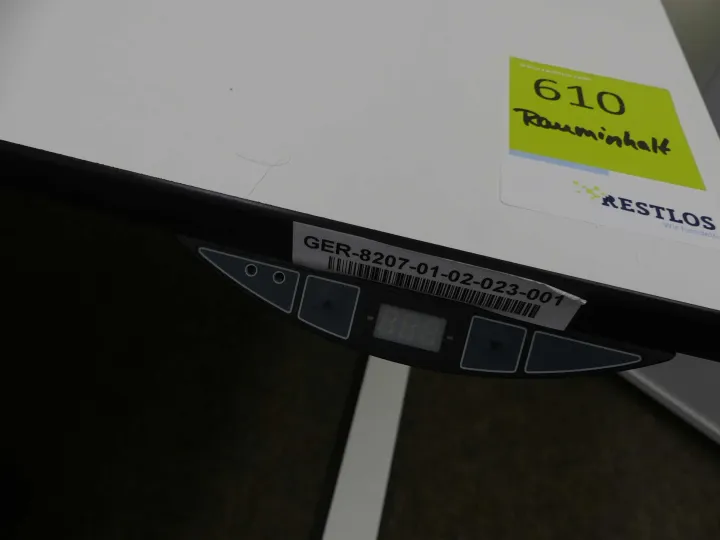 610
Rauminhalt
RESTLOS
GER-8207-01-02-023-001